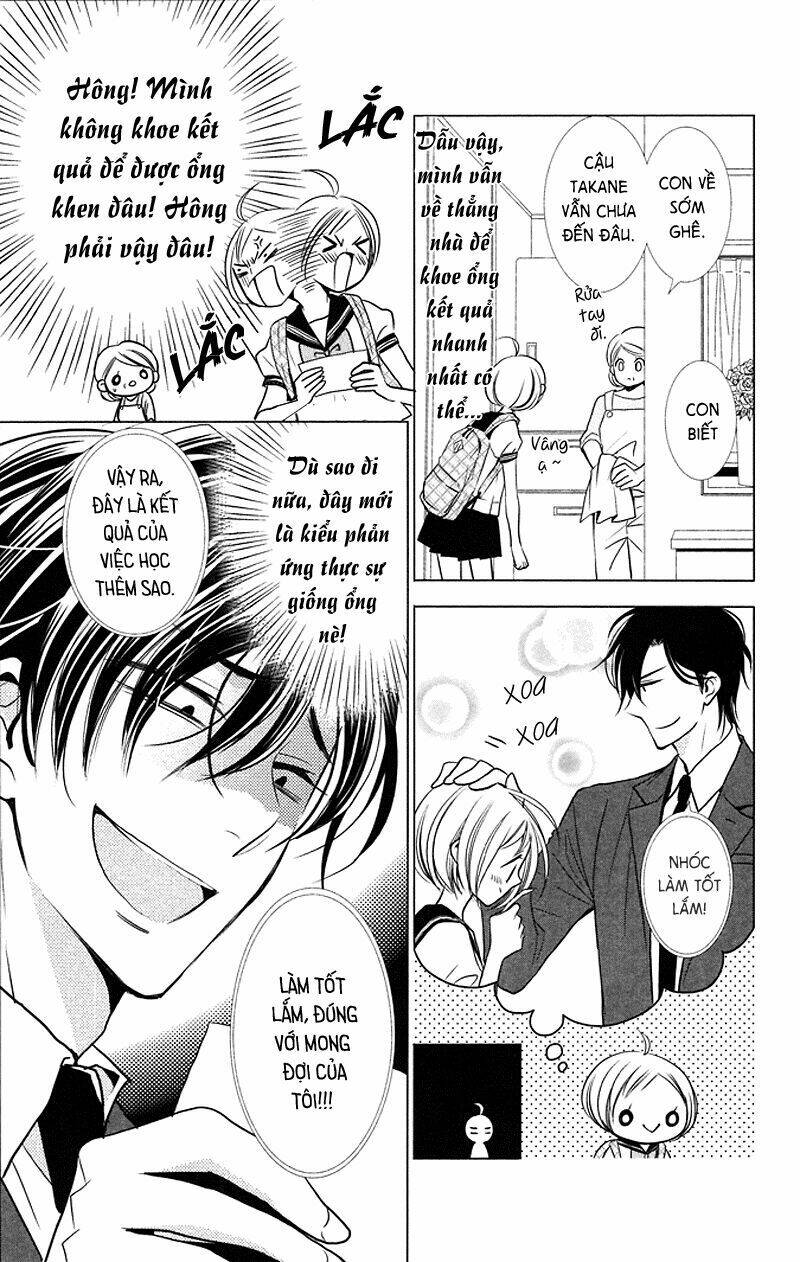 CON VỀ
SỚM
GHÊ.
CẬU
TAKANE
VẪN CHƯA
ĐẾN ĐÂU.
Rửa
tay
đi.
CON
BIẾT
Vâng
ạ~
Dẫu vậy,
mình vẫn
về thẳng
nhà để
khoe ổng
kết quả
nhanh
nhất có
thể...
LẮC
LẮC
LẮC
Hông! Mình
không khoe kết
quả để được ổng
khen đâu! Hông
phải vậy đâu!
XOA
XOA
NHÓC
LÀM TỐT
LẮM!
Dù sao đi
nữa, đây mới
là kiểu phản
ứng thực sự
giống ổng
nè!
VẬY RA,
ĐÂY LÀ KẾT
QUẢ CỦA
VIỆC HỌC
THÊM SAO.
LÀM TỐT
LẮM, ĐÚNG
VỚI MONG
ĐỢI CỦA
TÔI!!!